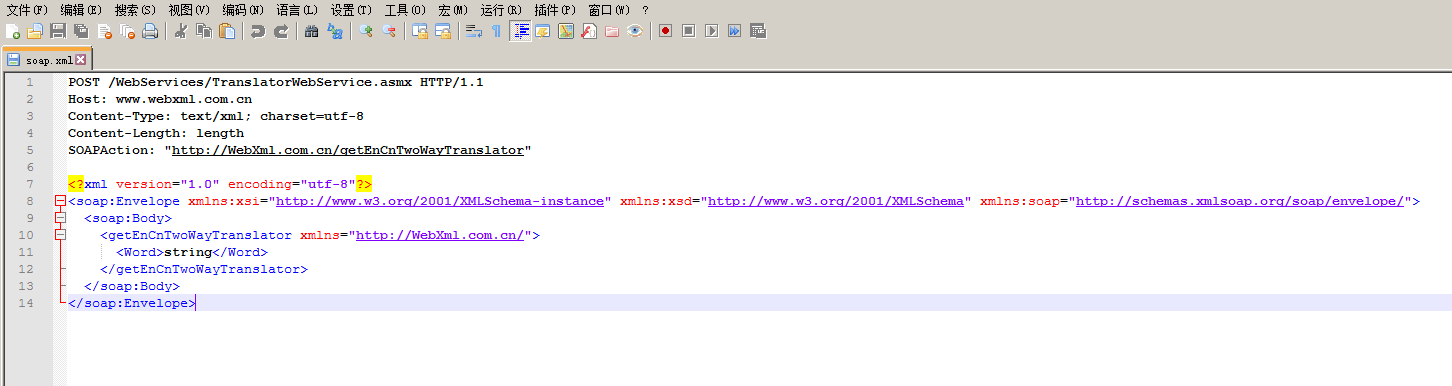 文件(F) 编辑(E) 搜索(S) 视图(V) 编码(N) 语言(L) 设置(T) 工具(O) 宏(M) 运行(R) 插件(P) 窗口(W) ?
soap.xml
1 POST /WebServices/TranslatorWebService.asmx HTTP/1.1
2 Host: www.webxml.com.cn
3 Content-Type: text/xml; charset=utf-8
4 Content-Length: length
5 SOAPAction: "http://WebXml.com.cn/getEnCnTwoWayTranslator"
6
7 <?xml version="1.0" encoding="utf-8"?>
8 <soap:Envelope xmlns:xsi="http://www.w3.org/2001/XMLSchema-instance" xmlns:xsd="http://www.w3.org/2001/XMLSchema" xmlns:soap="http://schemas.xmlsoap.org/soap/envelope/">
9 <soap:Body>
10 <getEnCnTwoWayTranslator xmlns="http://WebXml.com.cn/">
11 <Word>string</Word>
12 </getEnCnTwoWayTranslator>
13 </soap:Body>
14 </soap:Envelope>